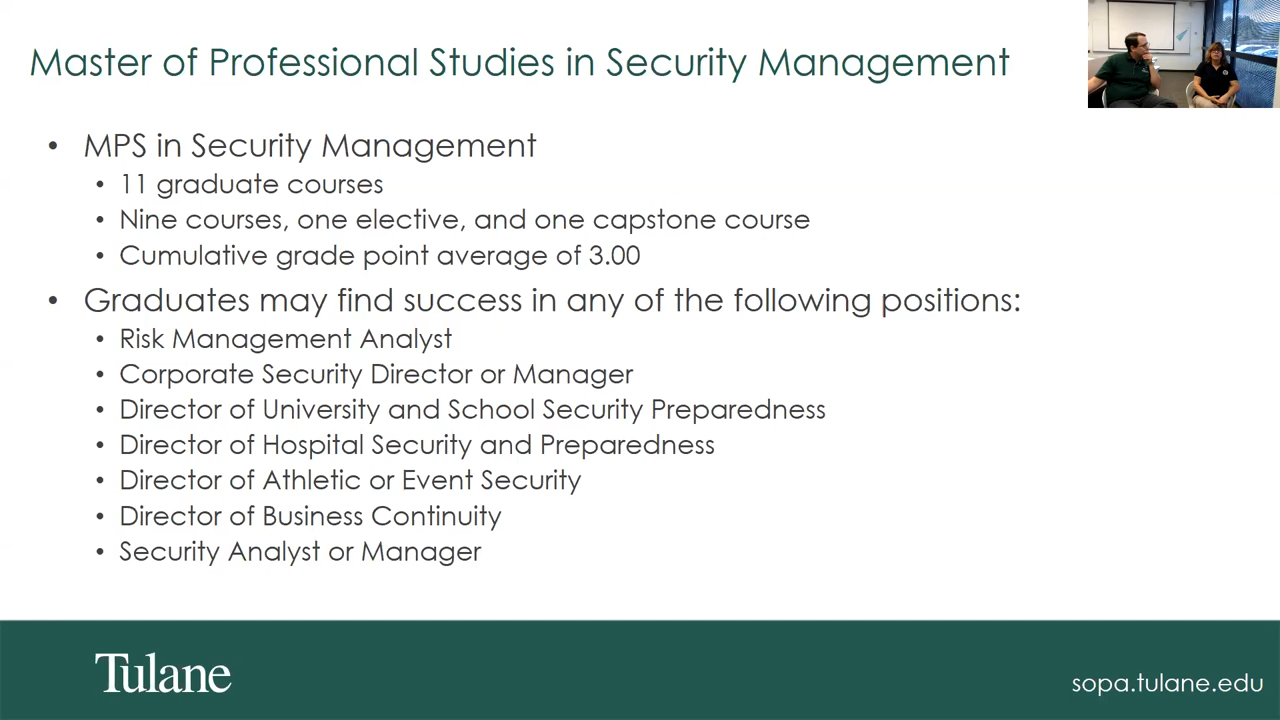 Master of Professional Studies in Security Management
• MPS in Security Management
• 11 graduate courses
• Nine courses, one elective, and one capstone course
• Cumulative grade point average of 3.00
• Graduates may find success in any of the following positions:
• Risk Management Analyst
• Corporate Security Director or Manager
• Director of University and School Security Preparedness
• Director of Hospital Security and Preparedness
• Director of Athletic or Event Security
• Director of Business Continuity
• Security Analyst or Manager
Tulane
sopa.tulane.edu